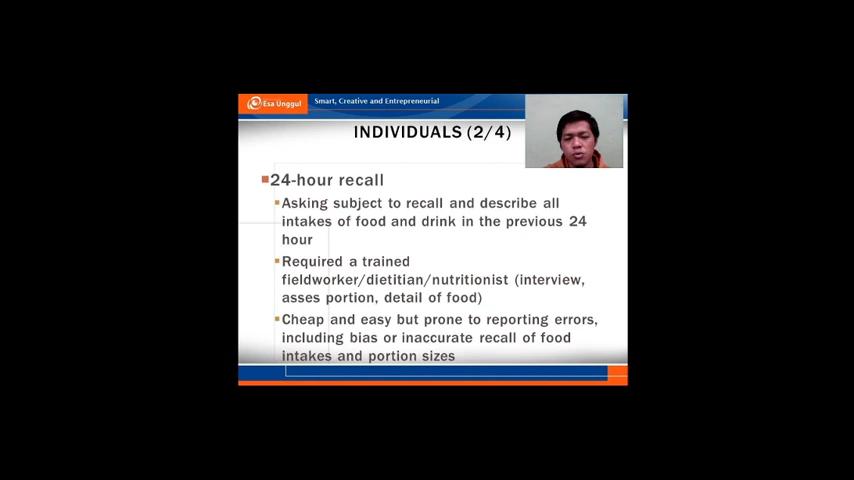 Esa Unggul
Smart, Creative and Entrepreneurial
INDIVIDUALS (2/4)
24-hour recall
Asking subject to recall and describe all
intakes of food and drink in the previous 24
hour
Required a trained
fieldworker/dietitian/nutritionist (interview,
asses portion, detail of food)
Cheap and easy but prone to reporting errors,
including bias or inaccurate recall of food
intakes and portion sizes